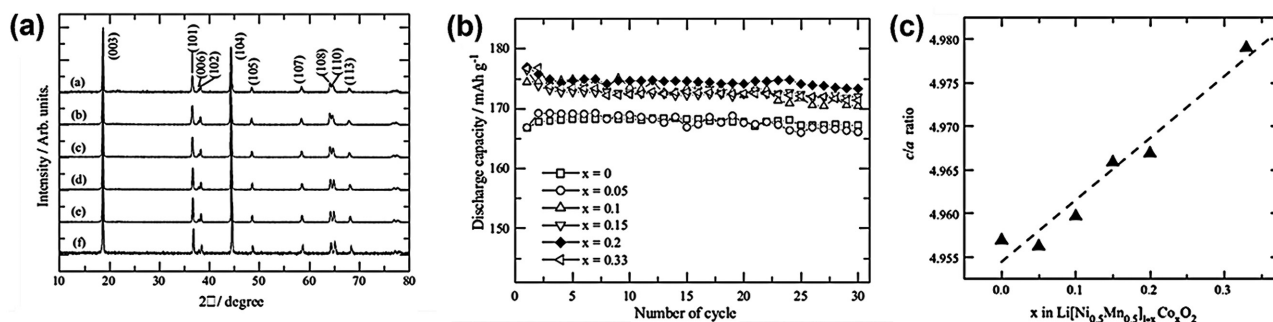 (a)
(003)
(101)
(006)
(102)
(104)
(105)
(107)
(108)
(110)
(113)
(a)
(b)
(c)
(d)
(e)
(f)
Intensity / Arb. units.
10 20 30 40 50 60 70 80
2□ / degree
(b)
180
170
160
150
Discharge capacity / mAh g-1
x = 0
x = 0.05
x = 0.1
x = 0.15
x = 0.2
x = 0.33
0 5 10 15 20 25 30
Number of cycle
(c)
4.980
4.970
4.965
4.960
4.955
c/a ratio
0.0 0.1 0.2 0.3
x in Li[Ni0.5Mn0.5]1-xCoxO2